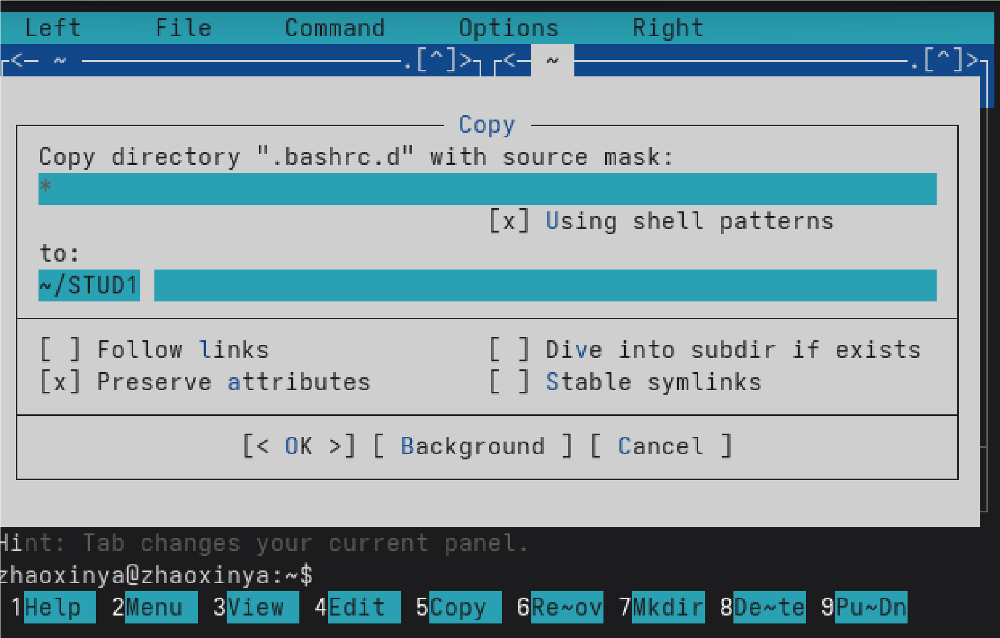 Left File Command Options Right
<─ ~ ─.[^]> <─ ~ ─.[^]>
Copy
Copy directory ".bashrc.d" with source mask:
*
[x] Using shell patterns
to:
~/STUD1
[ ] Follow links [ ] Dive into subdir if exists
[x] Preserve attributes [ ] Stable symlinks
[< OK >] [ Background ] [ Cancel ]
Hint: Tab changes your current panel.
zhaoxinya@zhaoxinya:~$
1Help 2Menu 3View 4Edit 5Copy 6Re~ov 7Mkdir 8De~te 9Pu~Dn